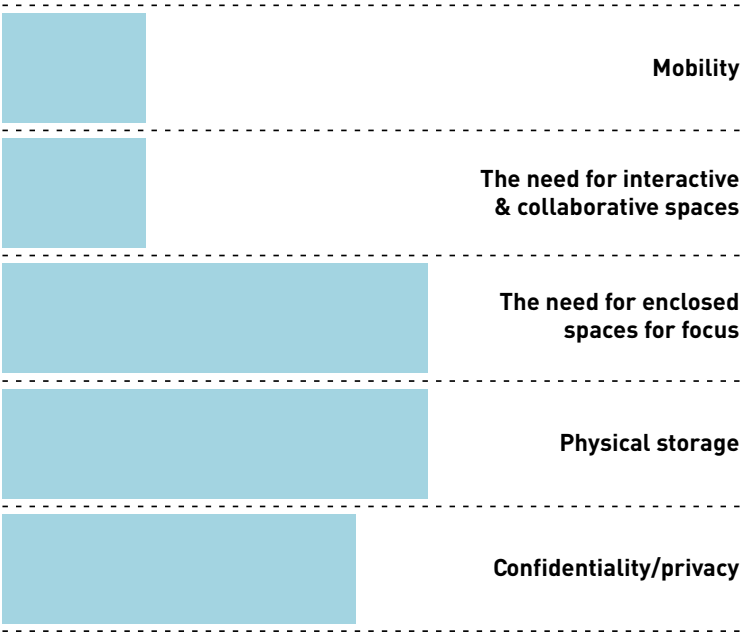 Mobility
The need for interactive
& collaborative spaces
The need for enclosed
spaces for focus
Physical storage
Confidentiality/privacy